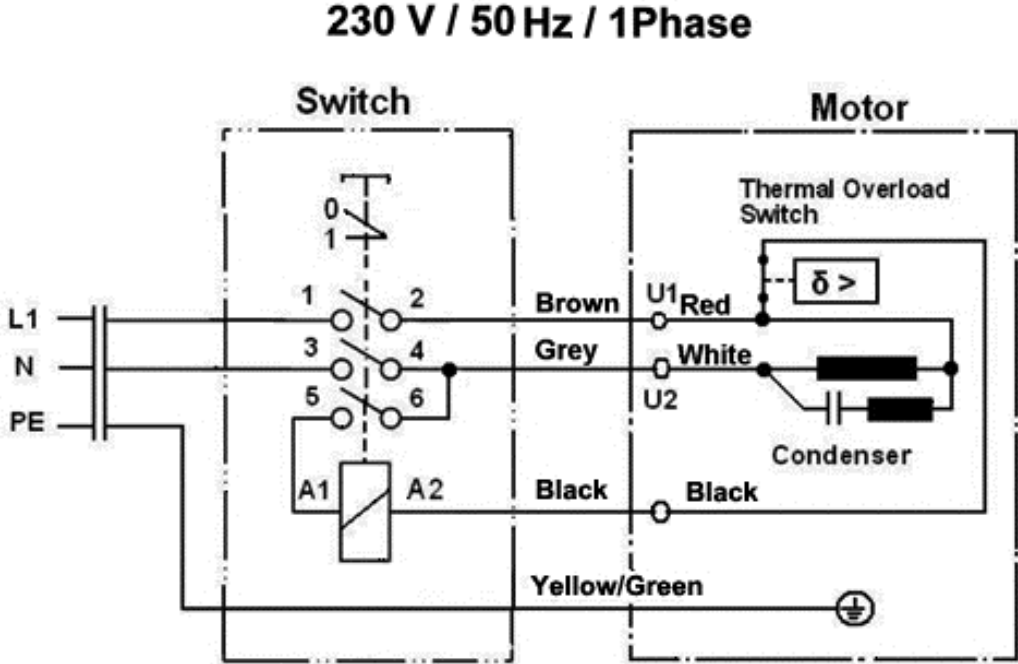 230 V / 50 Hz / 1Phase
Switch
Motor
Thermal Overload
Switch
0
1
δ >
1
2
Brown
U1
Red
L1
3
4
Grey
White
N
5
6
U2
PE
Condenser
A1
A2
Black
Black
Yellow/Green